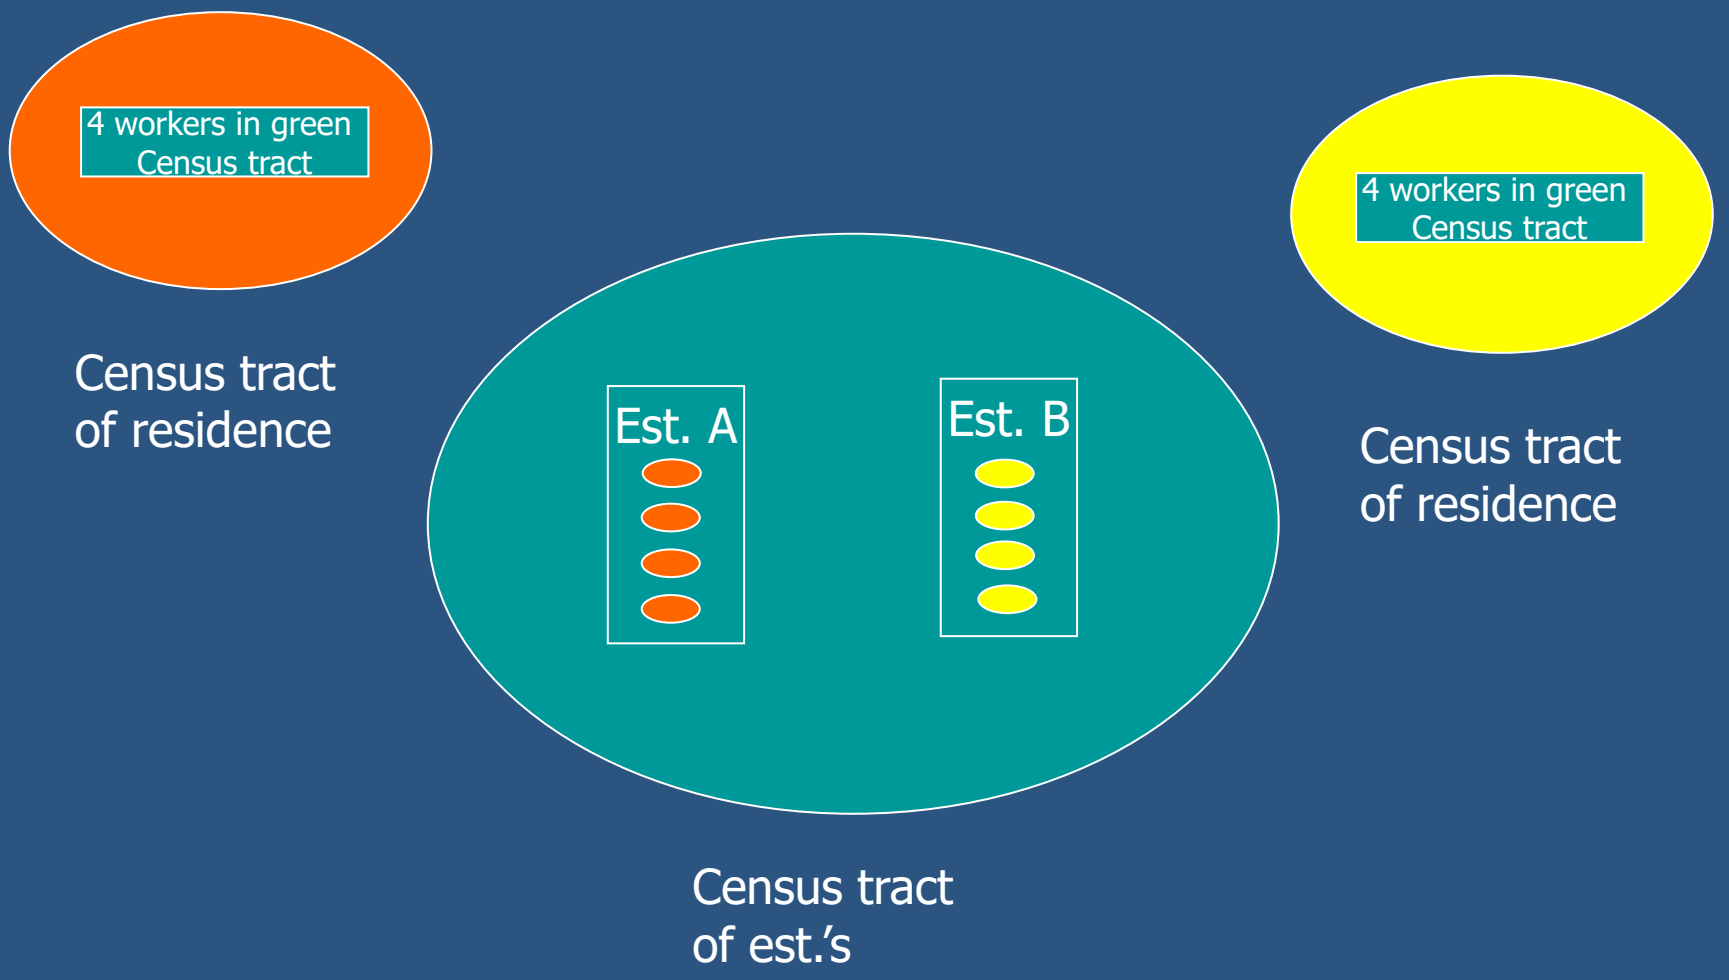 4 workers in green
Census tract
4 workers in green
Census tract
Census tract
of residence
Est. A
Est. B
Census tract
of residence
Census tract
of est.’s